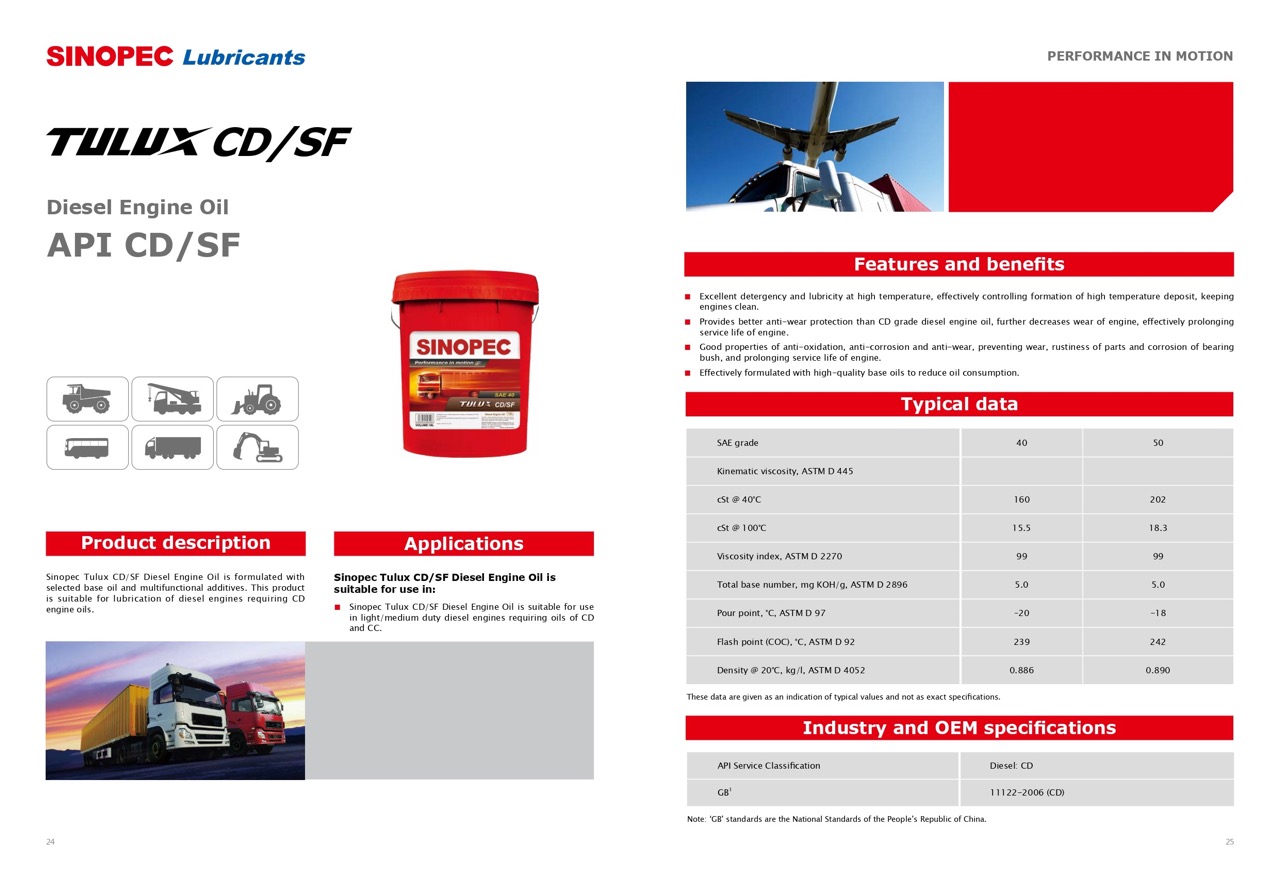 SINOPEC Lubricants
TULUX CD/SF
Diesel Engine Oil
API CD/SF
SINOPEC
Performance in motion
SAE 40
TULUX CD/SF
Product description
Sinopec Tulux CD/SF Diesel Engine Oil is formulated with
selected base oil and multifunctional additives. This product
is suitable for lubrication of diesel engines requiring CD
engine oils.
Applications
Sinopec Tulux CD/SF Diesel Engine Oil is
suitable for use in:
■ Sinopec Tulux CD/SF Diesel Engine Oil is suitable for use
in light/medium duty diesel engines requiring oils of CD
and CC.
24
PERFORMANCE IN MOTION
Features and benefits
■ Excellent detergency and lubricity at high temperature, effectively controlling formation of high temperature deposit, keeping
engines clean.
■ Provides better anti-wear protection than CD grade diesel engine oil, further decreases wear of engine, effectively prolonging
service life of engine.
■ Good properties of anti-oxidation, anti-corrosion and anti-wear, preventing wear, rustiness of parts and corrosion of bearing
bush, and prolonging service life of engine.
■ Effectively formulated with high-quality base oils to reduce oil consumption.
Typical data
SAE grade 40 50
Kinematic viscosity, ASTM D 445
cSt @ 40°C 160 202
cSt @ 100°C 15.5 18.3
Viscosity index, ASTM D 2270 99 99
Total base number, mg KOH/g, ASTM D 2896 5.0 5.0
Pour point, °C, ASTM D 97 -20 -18
Flash point (COC), °C, ASTM D 92 239 242
Density @ 20°C, kg/l, ASTM D 4052 0.886 0.890
These data are given as an indication of typical values and not as exact specifications.
Industry and OEM specifications
API Service Classification Diesel: CD
GB¹ 11122-2006 (CD)
Note: 'GB' standards are the National Standards of the People's Republic of China.
25